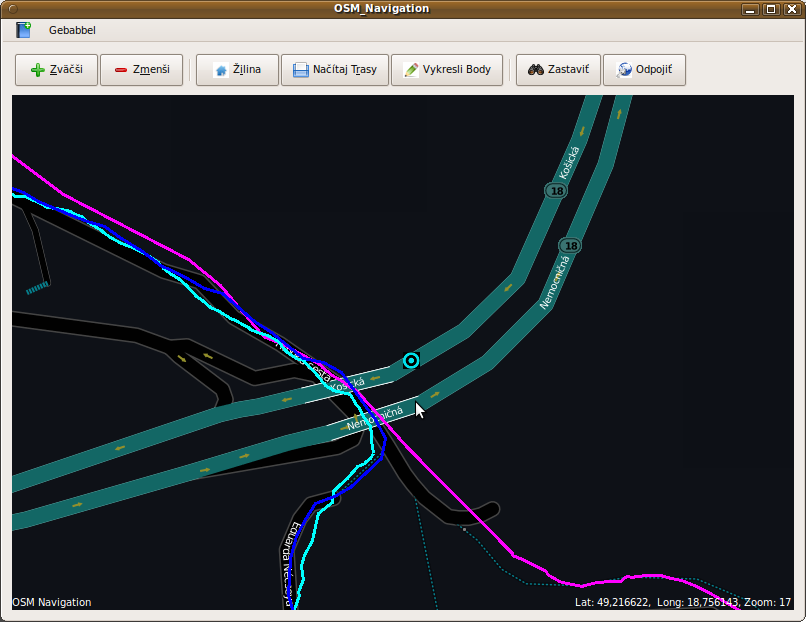 OSM_Navigation
Gebabbel
Zväčši
Zmenši
Žilina
Načítaj Trasy
Vykresli Body
Zastaviť
Odpojiť
Košická
18
18
Nemocničná
Košická
Nemocničná
Eduarda
OSM Navigation
Lat: 49,216622, Long: 18,756143, Zoom: 17